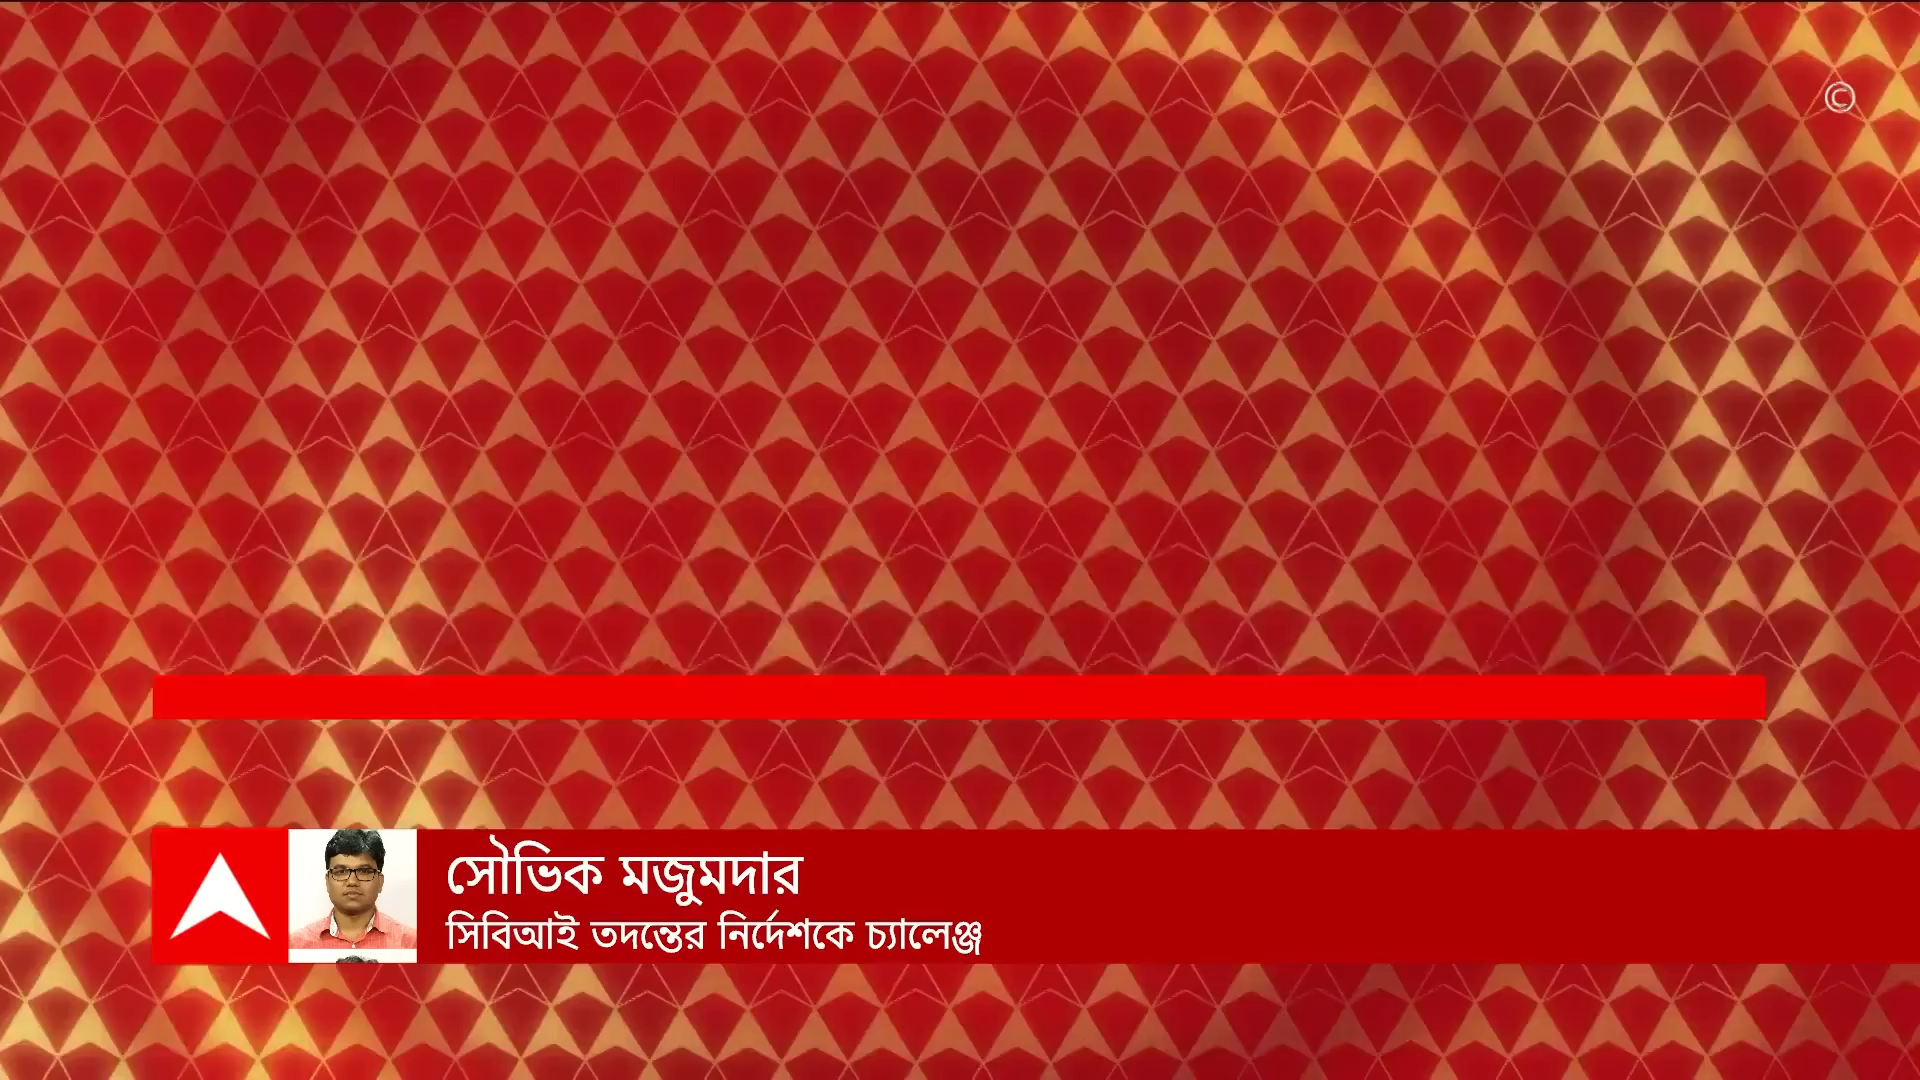 ©
সৌভিক মজুমদার
সিবিআই তদন্তের নির্দেশকে চ্যালেঞ্জ